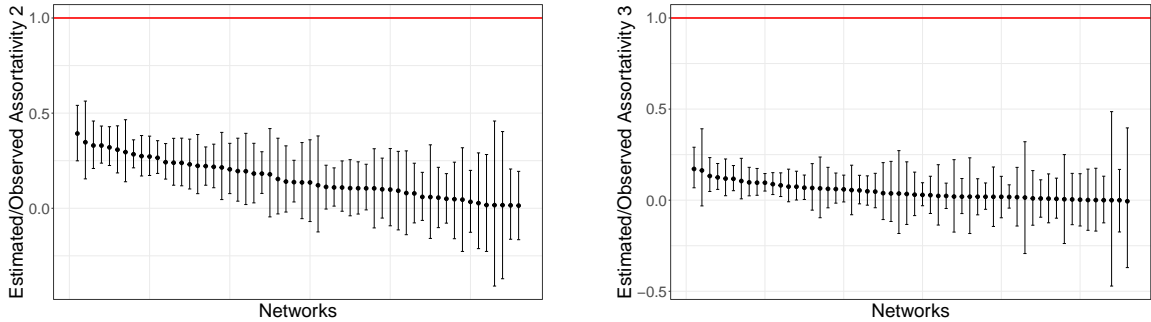 Estimated/Observed Assortativity 2
1.0
0.5
0.0
Networks
Estimated/Observed Assortativity 3
1.0
0.5
0.0
−0.5
Networks